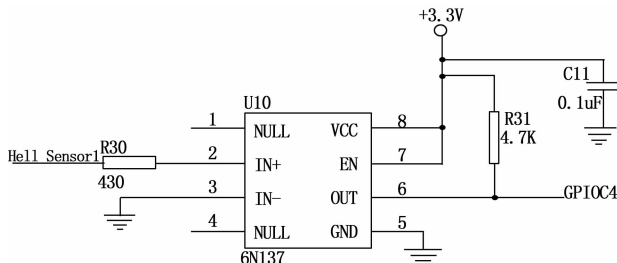 +3.3V
C11
0.1uF
U10
R31
4.7K
1 NULL VCC 8
Hell Sensor1 R30 2 IN+ EN 7
430
3 IN- OUT 6 GPIOC4
4 NULL GND 5
6N137